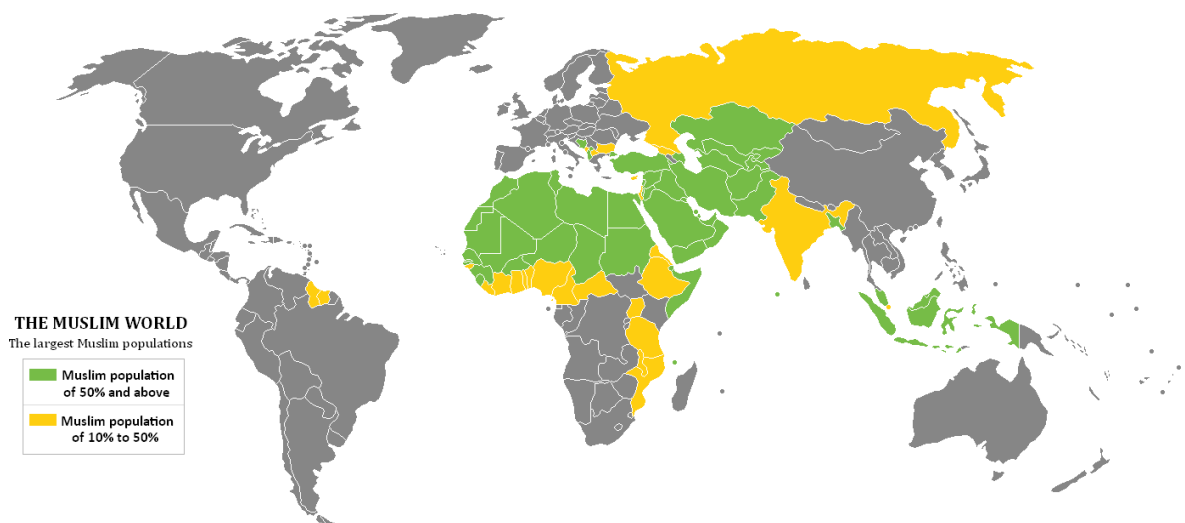 THE MUSLIM WORLD
The largest Muslim populations
Muslim population
of 50% and above
Muslim population
of 10% to 50%